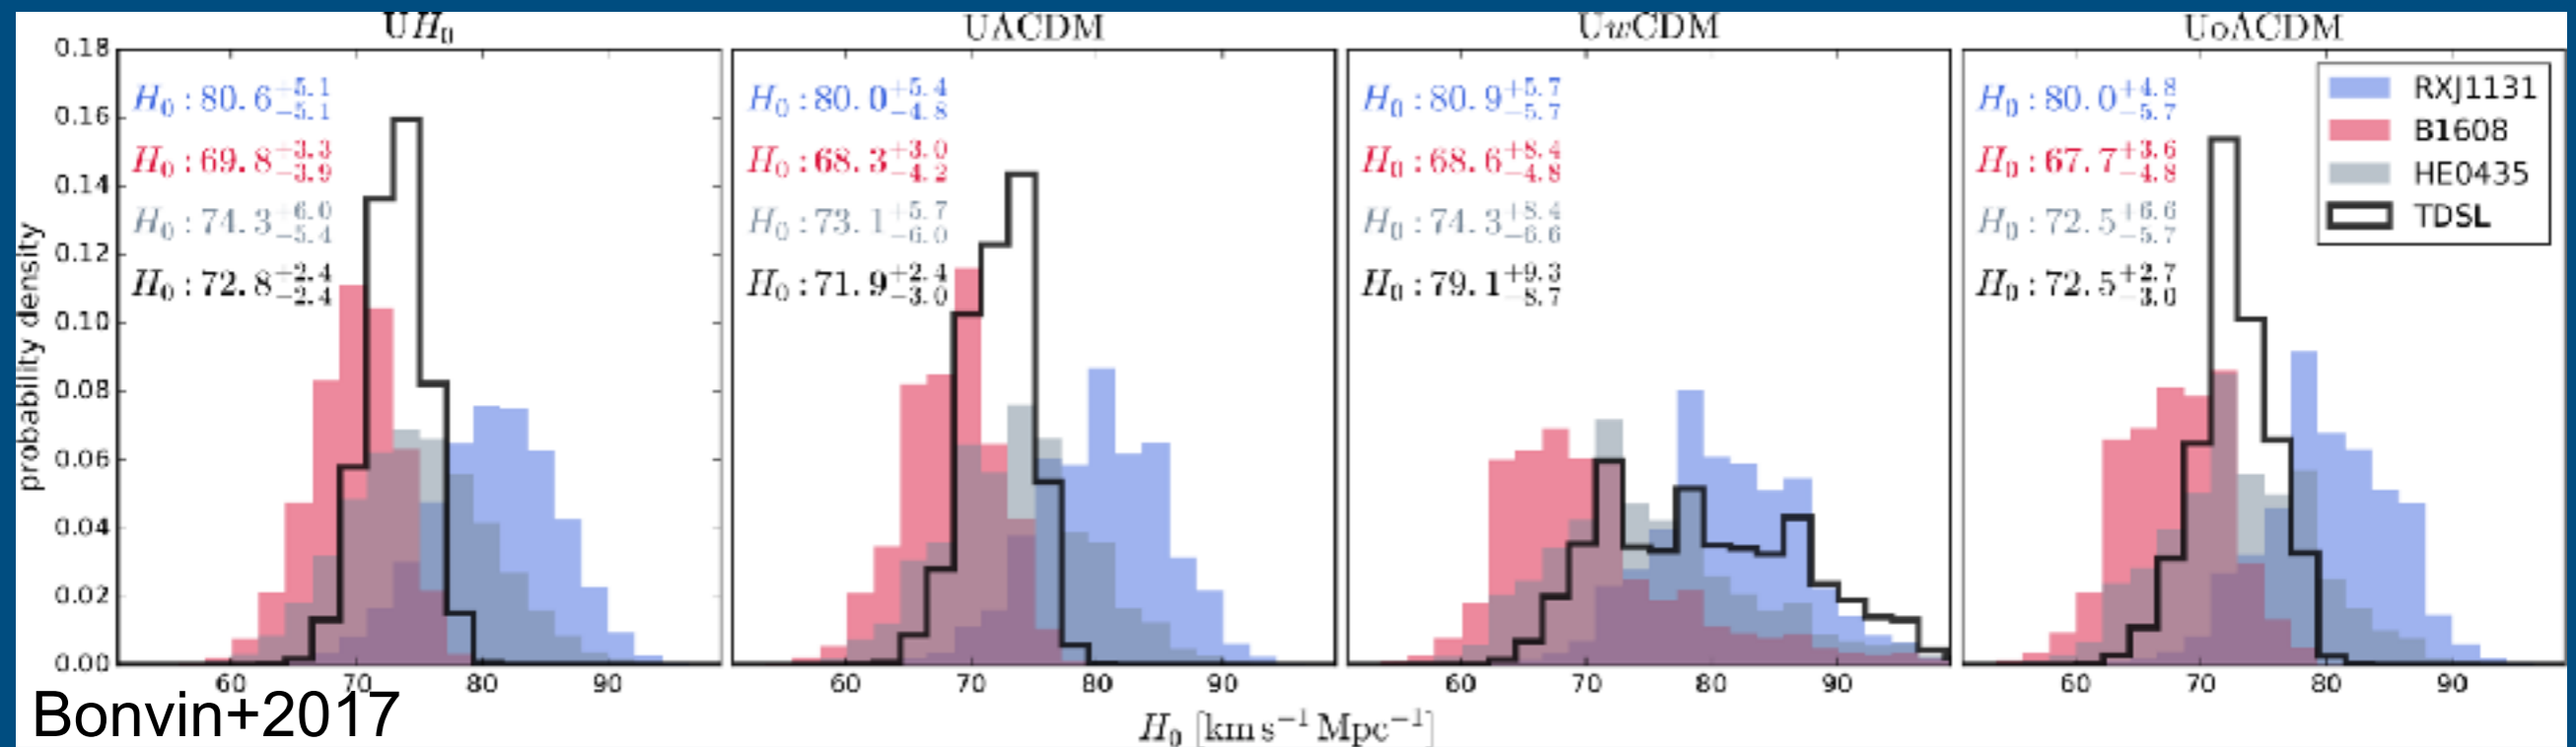 UH₀
UΛCDM
UwCDM
UoΛCDM
0.18
0.16
0.14
0.12
0.10
0.08
0.06
0.04
0.02
0.00
probability density
H₀ : 80.6 +5.1 −5.1
H₀ : 69.8 +3.3 −3.9
H₀ : 74.3 +6.0 −5.4
H₀ : 72.8 +2.4 −2.4
H₀ : 80.0 +5.4 −4.8
H₀ : 68.3 +3.0 −4.2
H₀ : 73.1 +5.7 −6.0
H₀ : 71.9 +2.4 −3.0
H₀ : 80.9 +5.7 −5.7
H₀ : 68.6 +8.4 −4.8
H₀ : 74.3 +8.4 −6.6
H₀ : 79.1 +9.3 −8.7
H₀ : 80.0 +4.8 −5.7
H₀ : 67.7 +3.6 −4.8
H₀ : 72.5 +6.6 −5.7
H₀ : 72.5 +2.7 −3.0
RXJ1131
B1608
HE0435
TDSL
60 70 80 90
60 70 80 90
60 70 80 90
60 70 80 90
H₀ [km s⁻¹ Mpc⁻¹]
Bonvin+2017